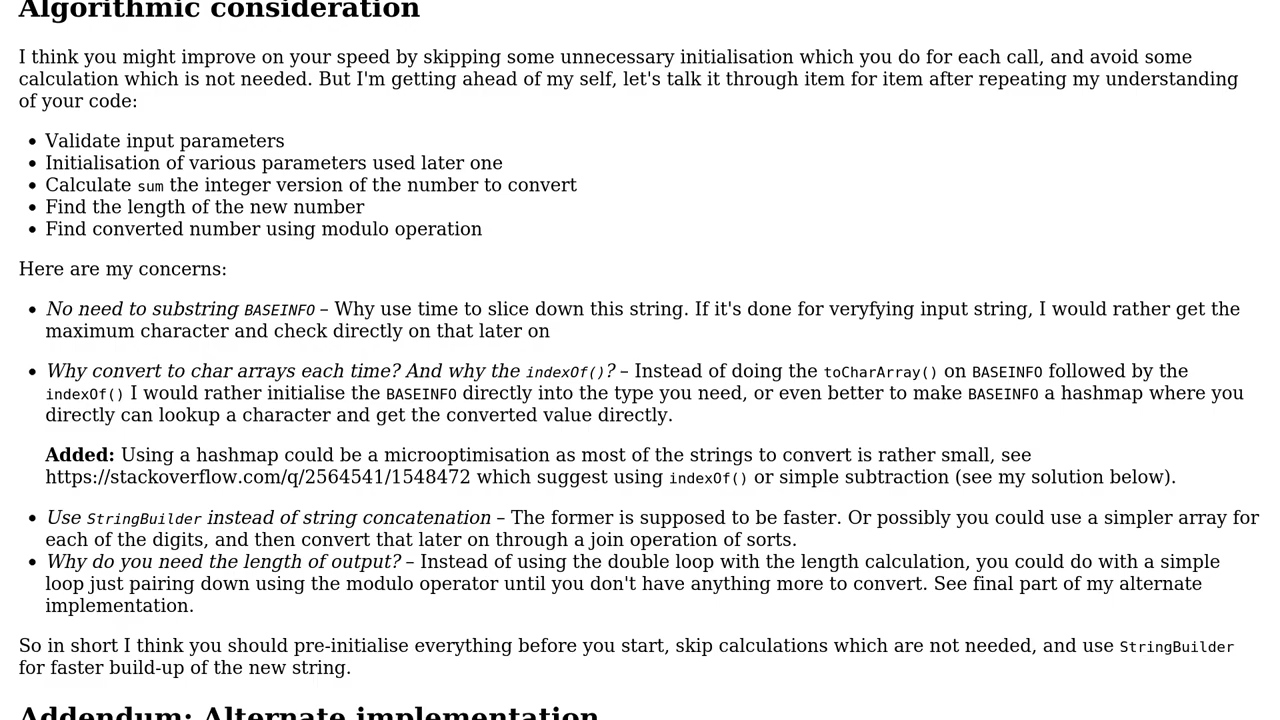 Algorithmic consideration
I think you might improve on your speed by skipping some unnecessary initialisation which you do for each call, and avoid some
calculation which is not needed. But I'm getting ahead of my self, let's talk it through item for item after repeating my understanding
of your code:
• Validate input parameters
• Initialisation of various parameters used later one
• Calculate sum the integer version of the number to convert
• Find the length of the new number
• Find converted number using modulo operation
Here are my concerns:
• No need to substring BASEINFO – Why use time to slice down this string. If it's done for veryfying input string, I would rather get the
maximum character and check directly on that later on
• Why convert to char arrays each time? And why the indexOf()? – Instead of doing the toCharArray() on BASEINFO followed by the
indexOf() I would rather initialise the BASEINFO directly into the type you need, or even better to make BASEINFO a hashmap where you
directly can lookup a character and get the converted value directly.
Added: Using a hashmap could be a microoptimisation as most of the strings to convert is rather small, see
https://stackoverflow.com/q/2564541/1548472 which suggest using indexOf() or simple subtraction (see my solution below).
• Use StringBuilder instead of string concatenation – The former is supposed to be faster. Or possibly you could use a simpler array for
each of the digits, and then convert that later on through a join operation of sorts.
• Why do you need the length of output? – Instead of using the double loop with the length calculation, you could do with a simple
loop just pairing down using the modulo operator until you don't have anything more to convert. See final part of my alternate
implementation.
So in short I think you should pre-initialise everything before you start, skip calculations which are not needed, and use StringBuilder
for faster build-up of the new string.
Addendum: Alternate implementation